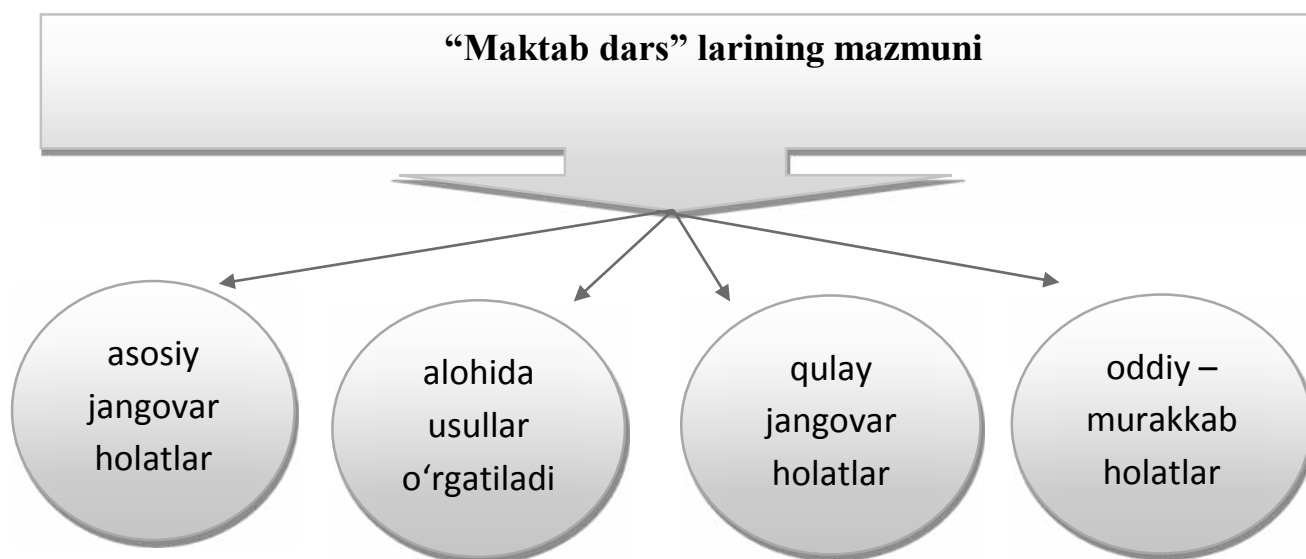 “Maktab dars” larining mazmuni
asosiy
jangovar
holatlar
alohida
usullar
o‘rgatiladi
qulay
jangovar
holatlar
oddiy –
murakkab
holatlar